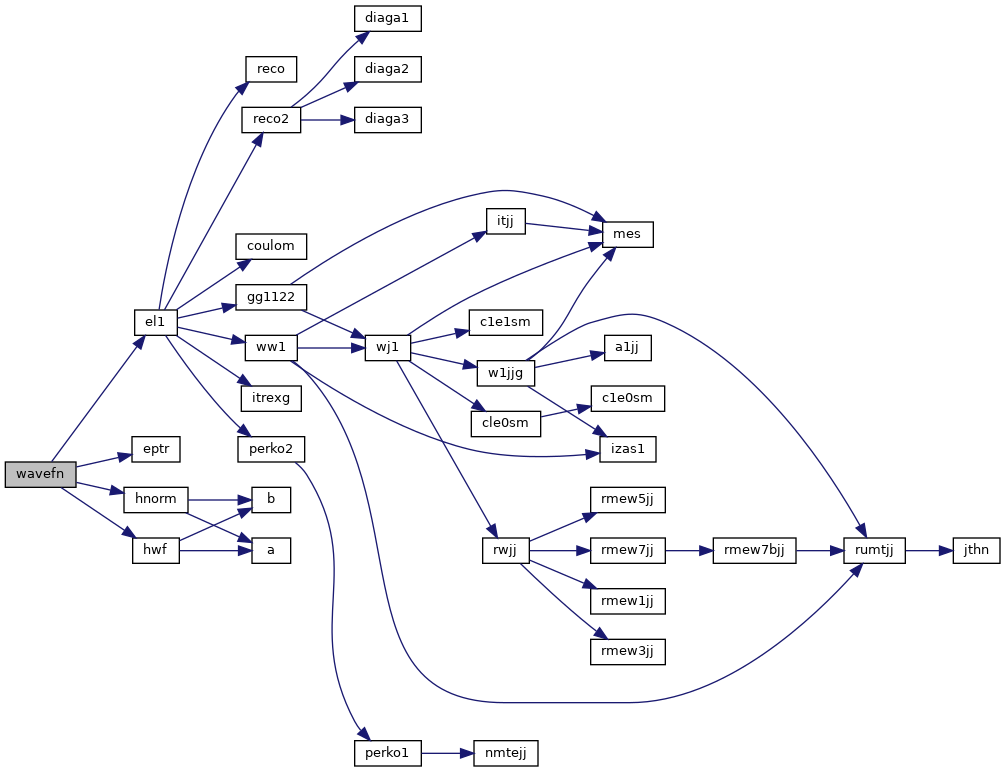 diaga1
reco
diaga2
reco2
diaga3
itjj
mes
coulom
gg1122
el1
c1e1sm
ww1
wj1
a1jj
w1jjg
itrexg
c1e0sm
cle0sm
eptr
perko2
izas1
wavefn
hnorm
b
rmew5jj
hwf
a
rwjj
rmew7jj
rmew7bjj
rumtjj
jthn
rmew1jj
rmew3jj
perko1
nmtejj